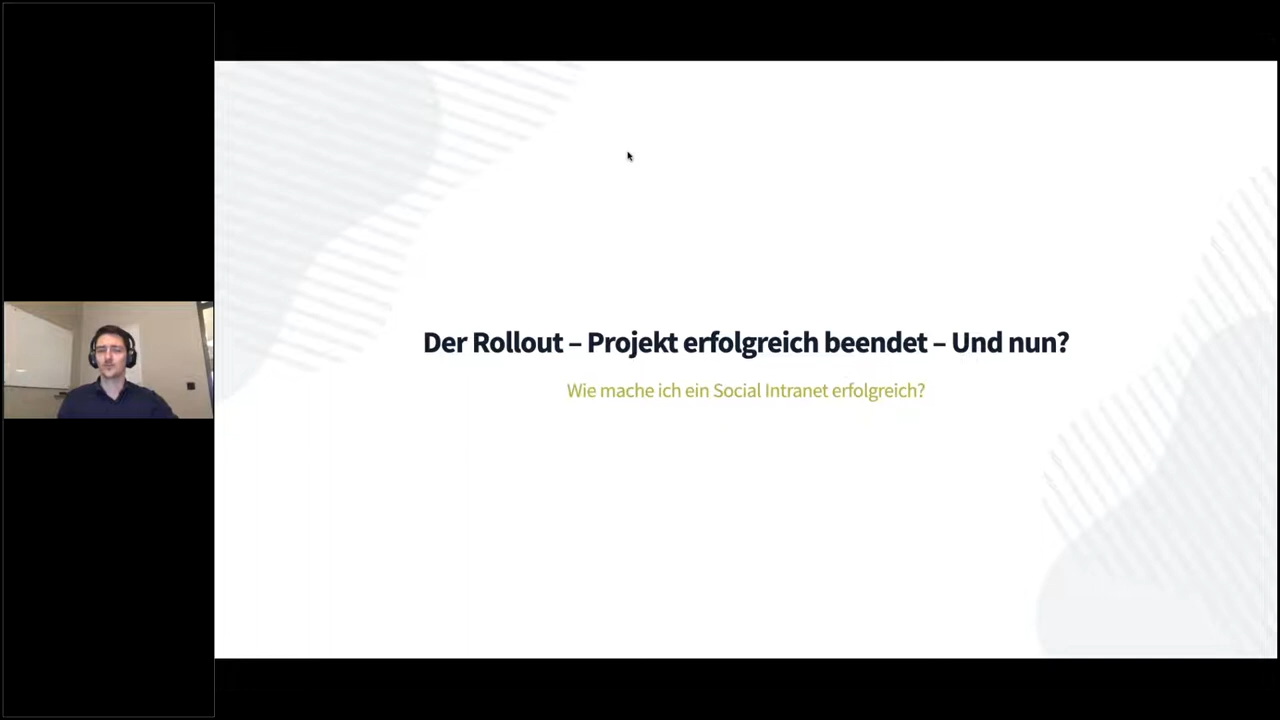 Der Rollout – Projekt erfolgreich beendet – Und nun?
Wie mache ich ein Social Intranet erfolgreich?